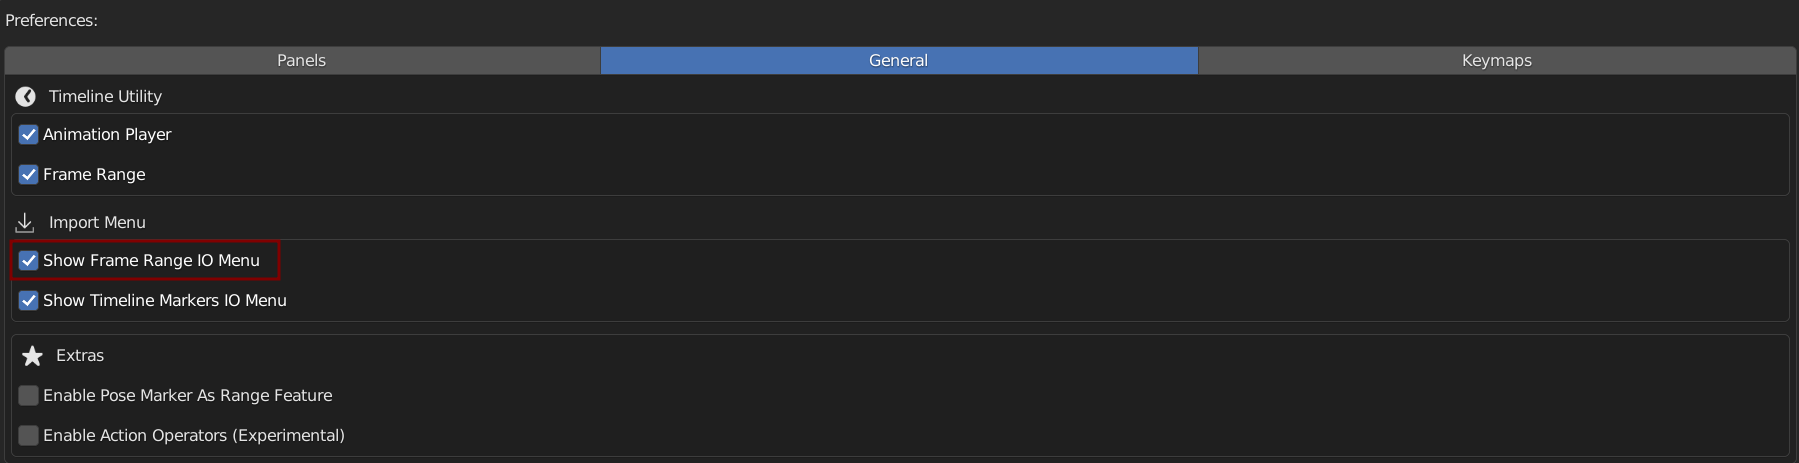 Preferences:
Panels General Keymaps
Timeline Utility
Animation Player
Frame Range
Import Menu
Show Frame Range IO Menu
Show Timeline Markers IO Menu
Extras
Enable Pose Marker As Range Feature
Enable Action Operators (Experimental)